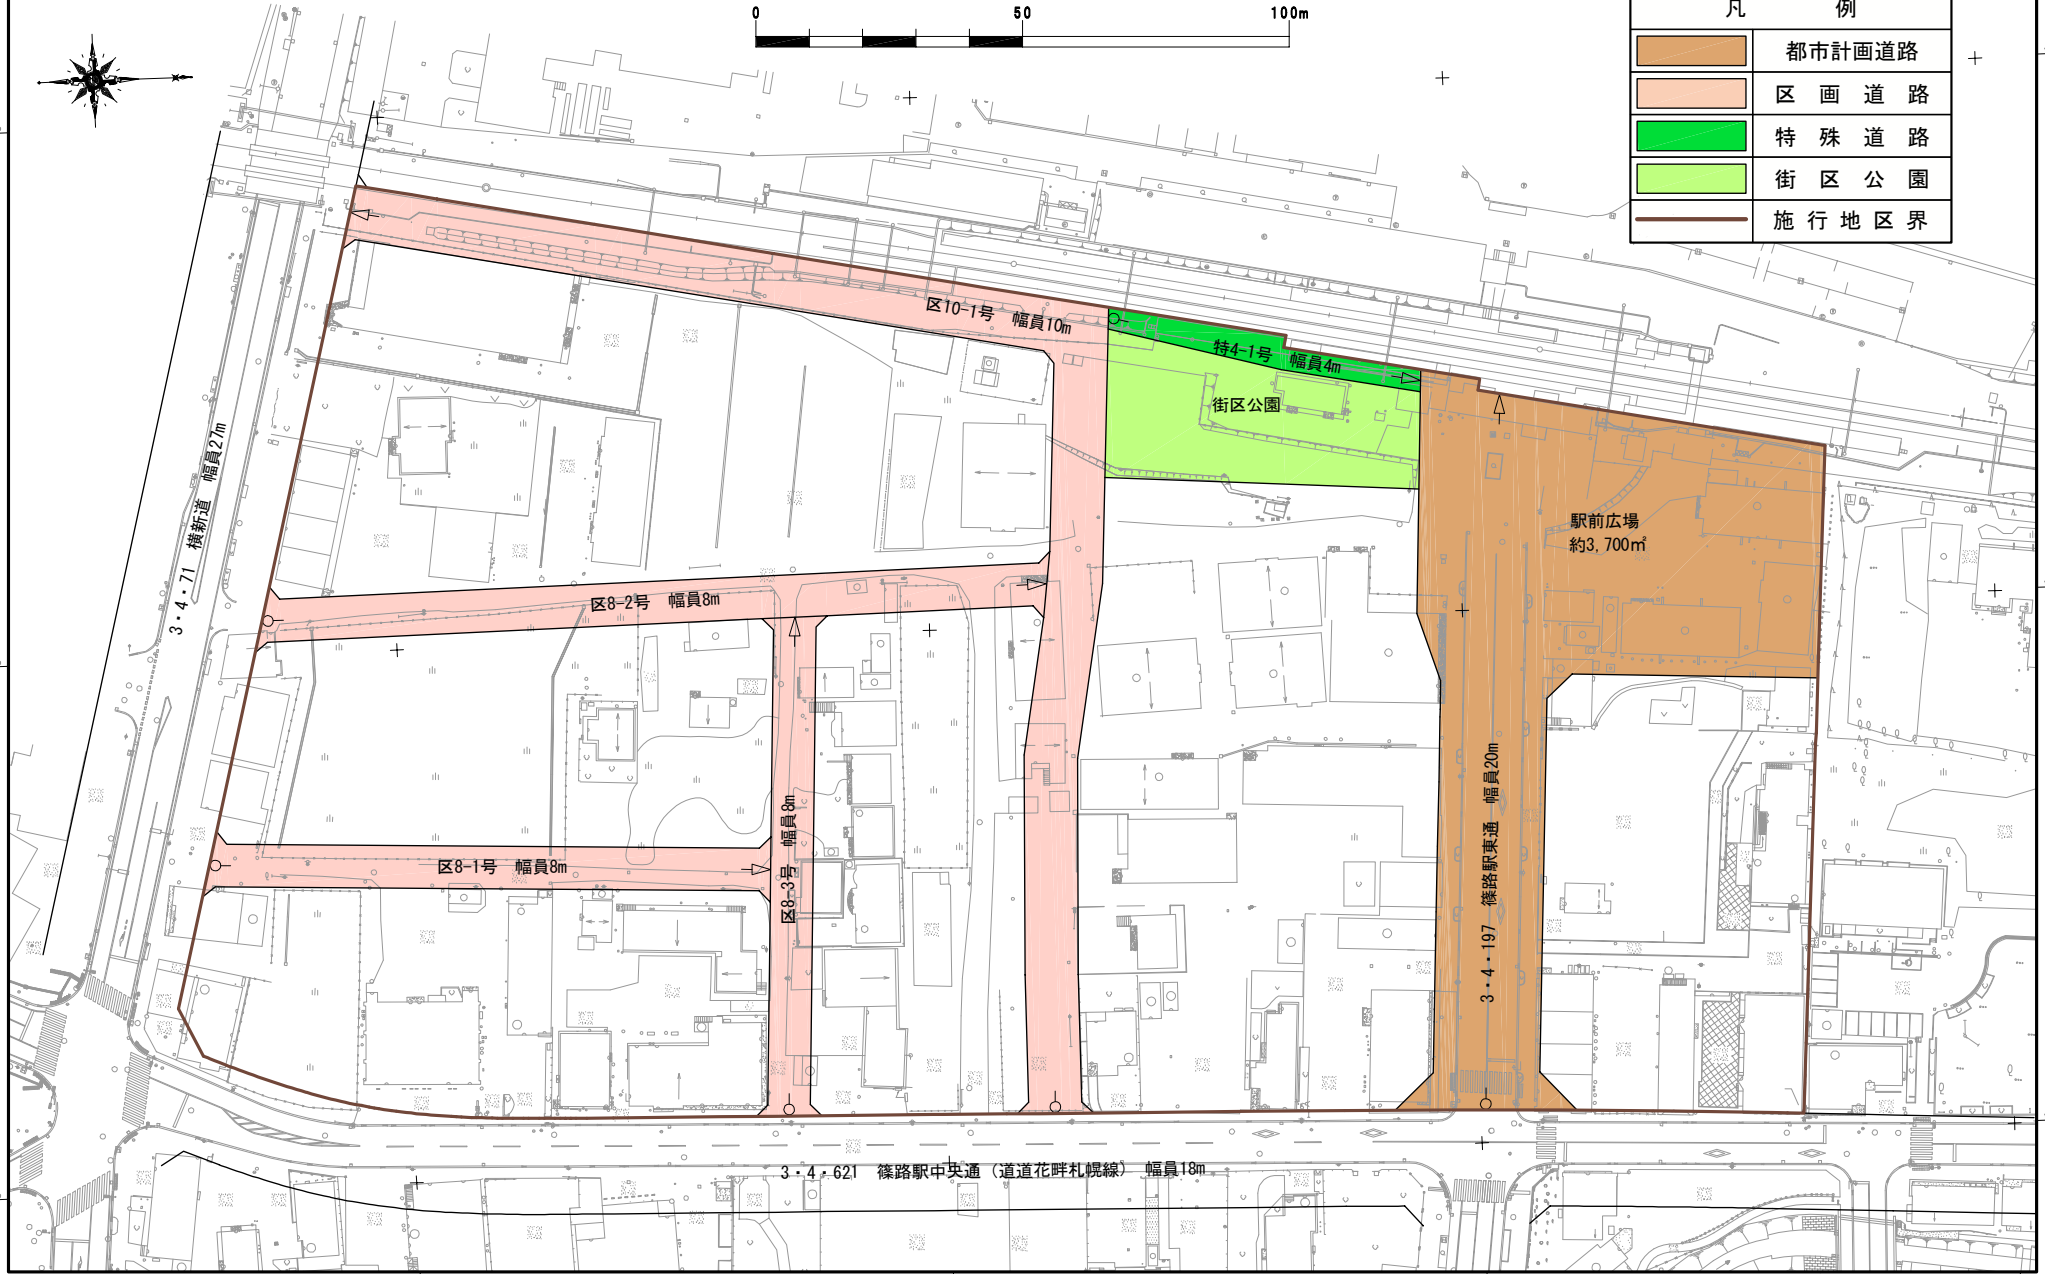 0 50 100m
凡 例
都市計画道路
区画道路
特殊道路
街区公園
施行地区界
区10-1号 幅員10m
特4-1号 幅員4m
街区公園
駅前広場
約3,700㎡
3・4・71 横新道 幅員27m
区8-2号 幅員8m
区8-1号 幅員8m
区8-3号 幅員8m
3・4・197 篠路駅東通 幅員20m
3・4・621 篠路駅中央通（道道花畔札幌線） 幅員18m